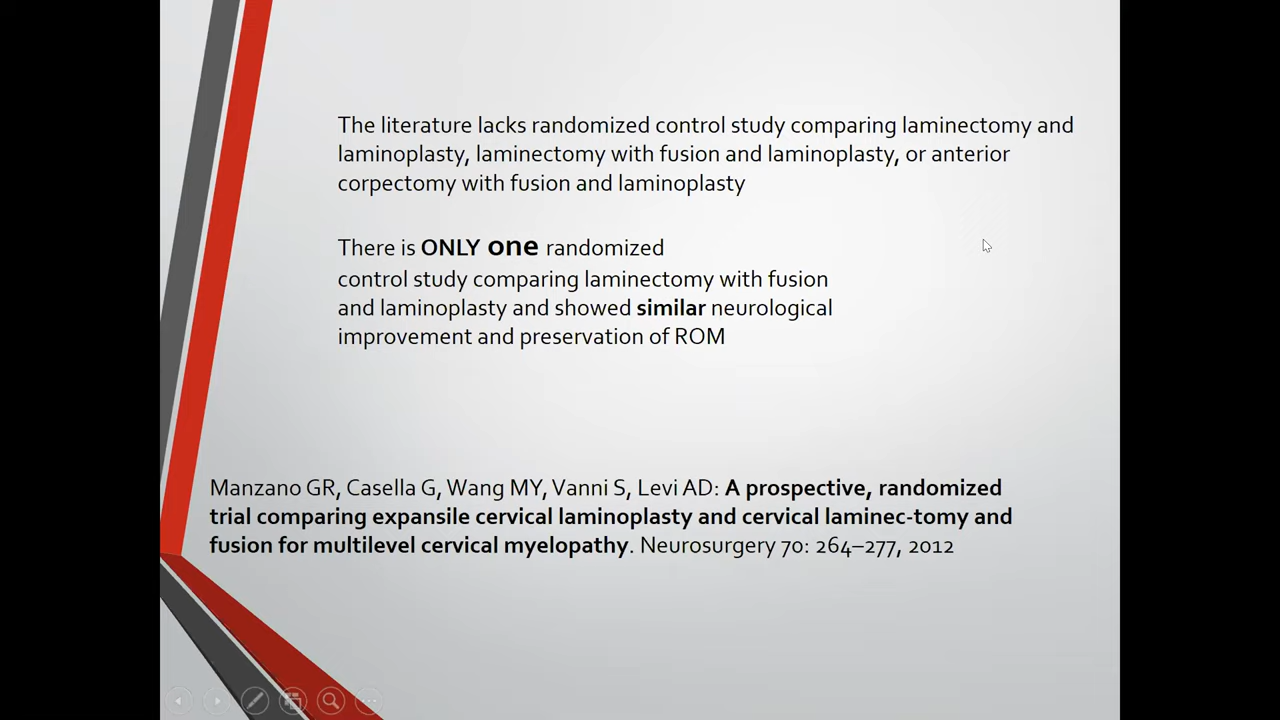 The literature lacks randomized control study comparing laminectomy and
laminoplasty, laminectomy with fusion and laminoplasty, or anterior
corpectomy with fusion and laminoplasty
There is ONLY one randomized
control study comparing laminectomy with fusion
and laminoplasty and showed similar neurological
improvement and preservation of ROM
Manzano GR, Casella G, Wang MY, Vanni S, Levi AD: A prospective, randomized
trial comparing expansile cervical laminoplasty and cervical laminec-tomy and
fusion for multilevel cervical myelopathy. Neurosurgery 70: 264–277, 2012